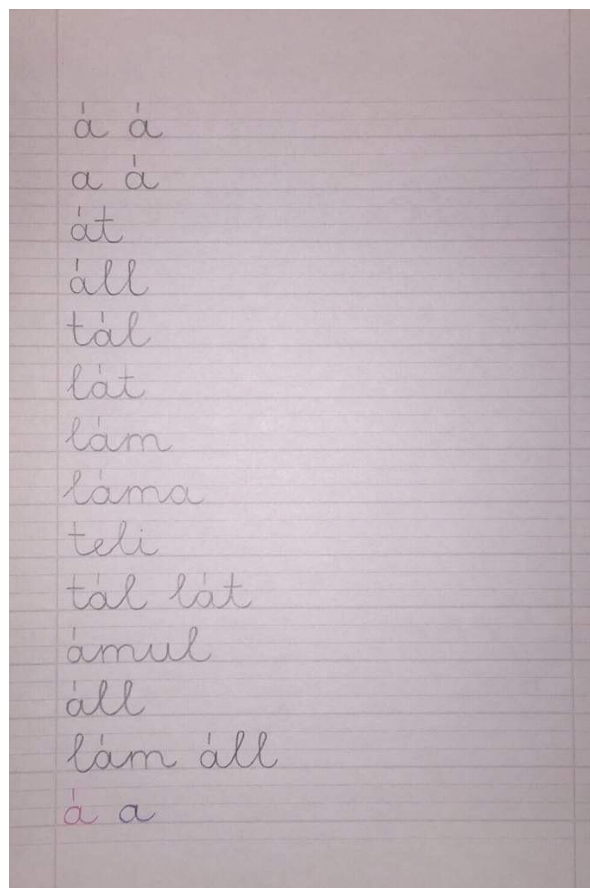 á á
a á
át
áll
tál
lát
lám
láma
teli
tál lát
ámul
áll
lám áll
á a